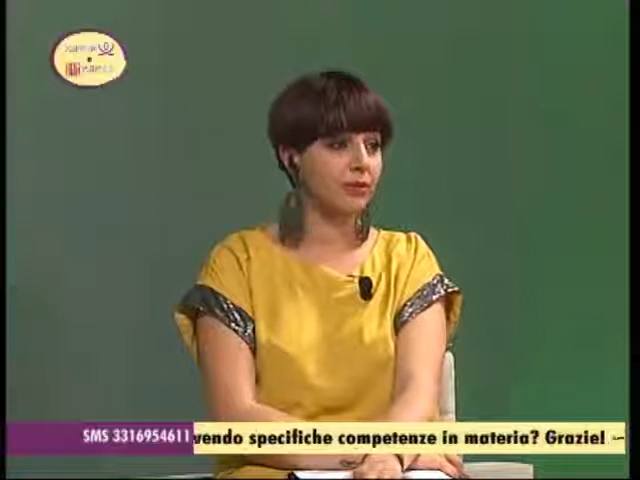 SMS 3316954611
vendo specifiche competenze in materia? Grazie!